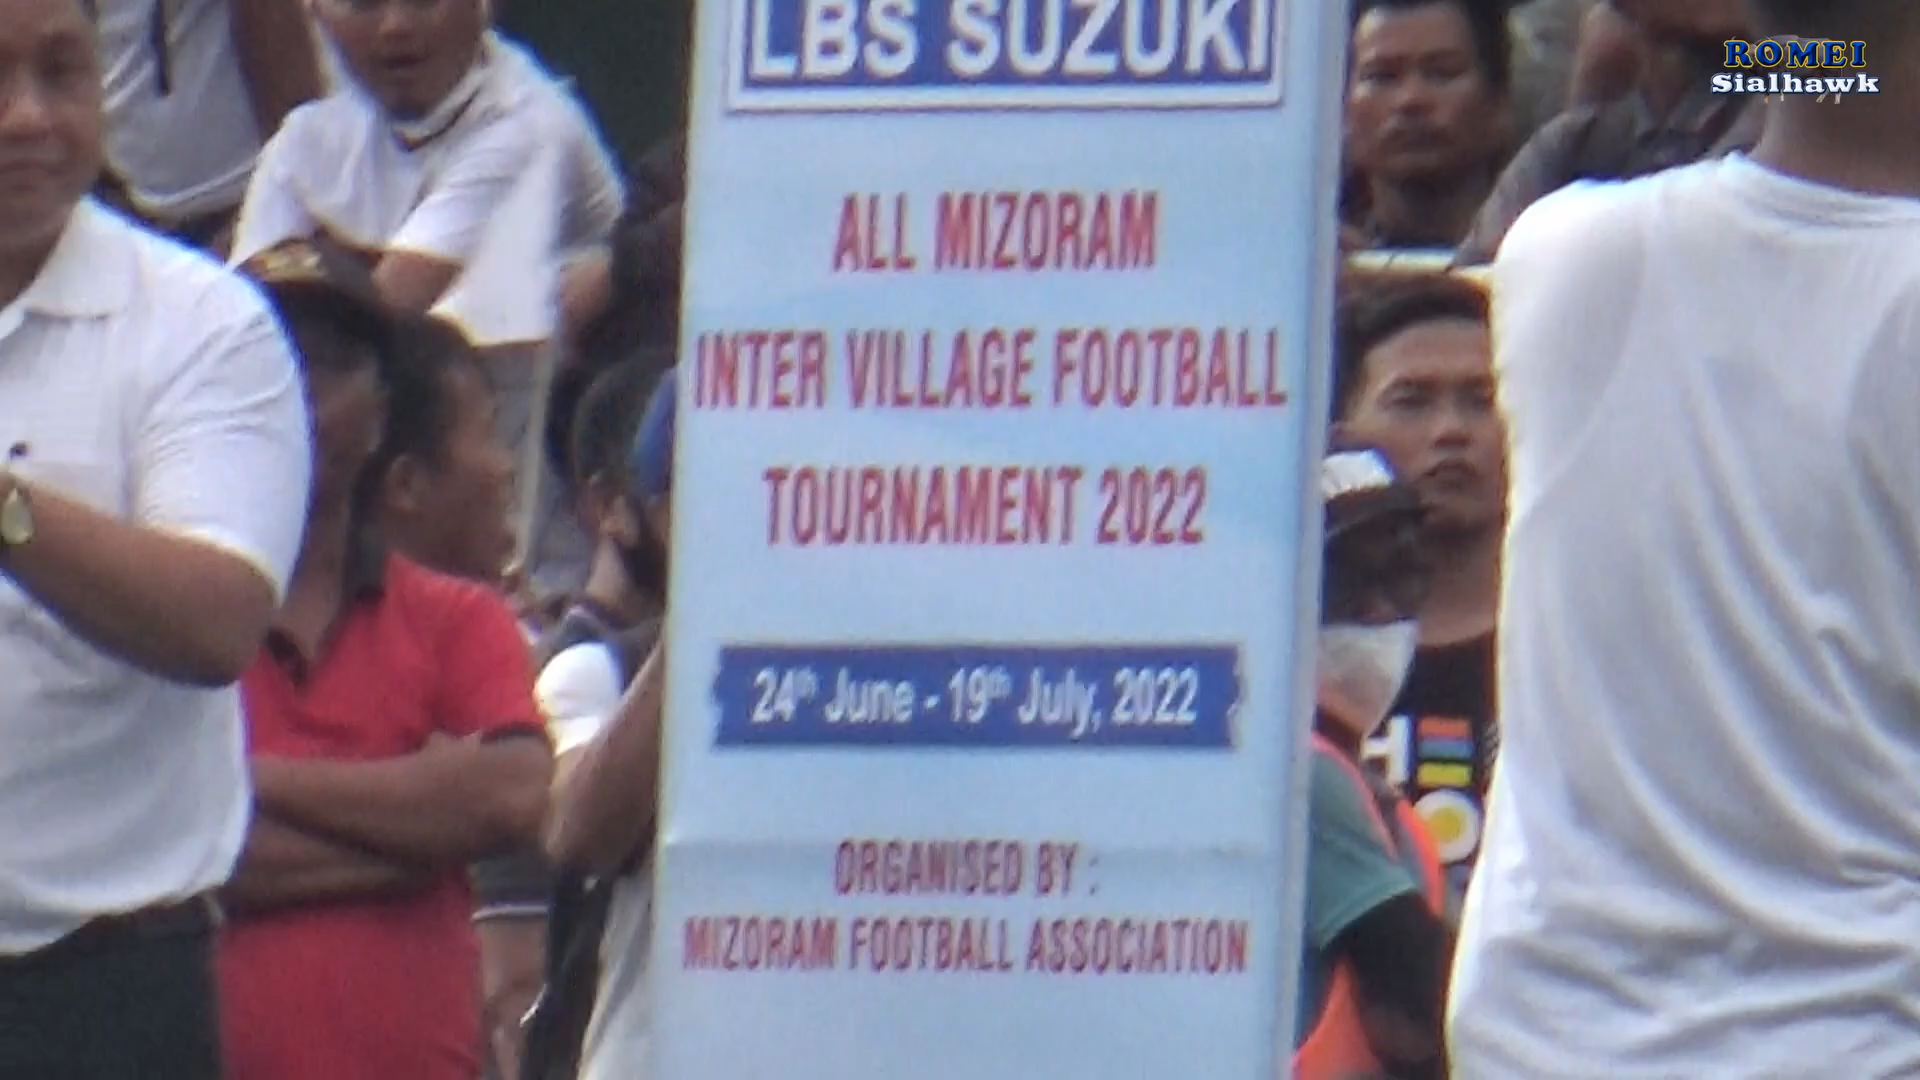 LBS SUZUKI
ROMEI
Sialhawk
ALL MIZORAM
INTER VILLAGE FOOTBALL
TOURNAMENT 2022
24th June - 19th July, 2022
ORGANISED BY :
MIZORAM FOOTBALL ASSOCIATION